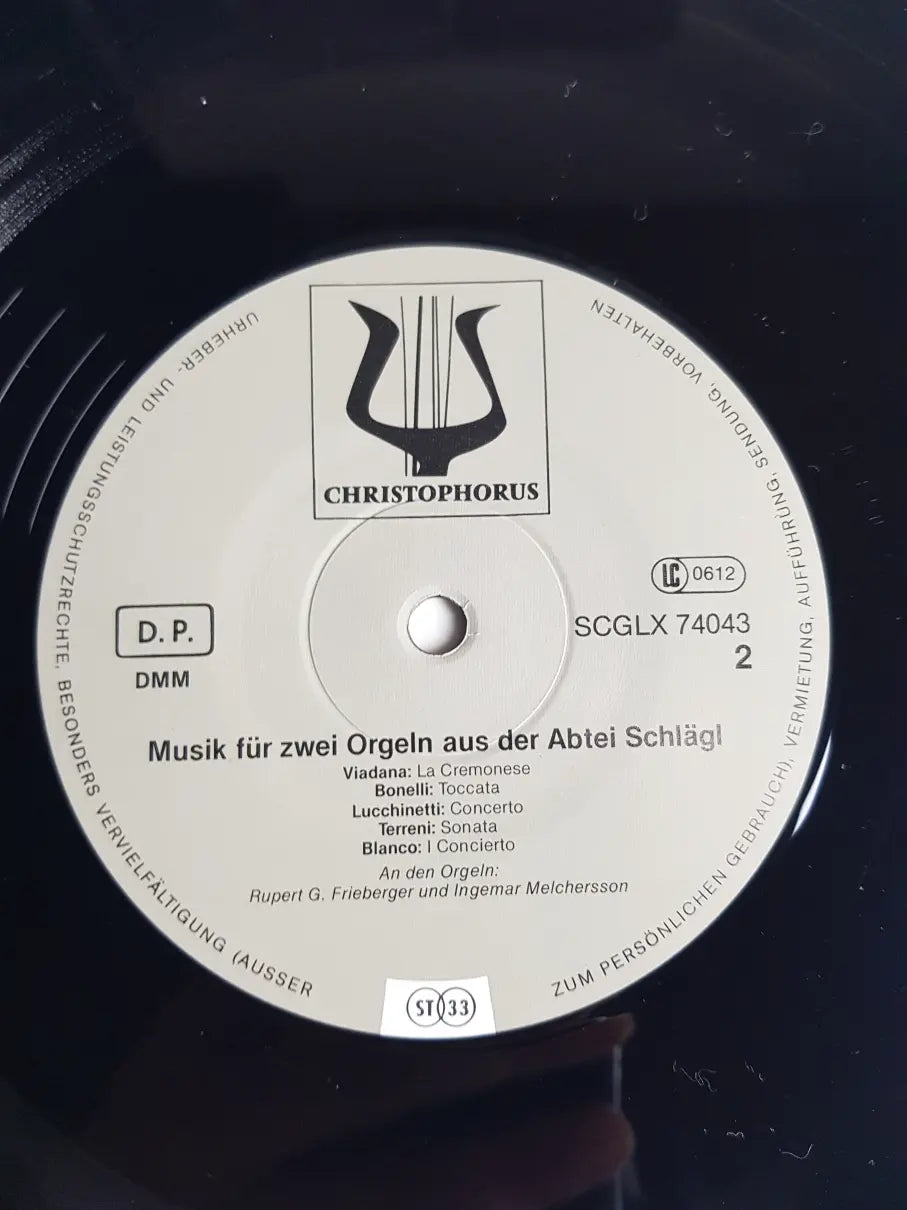 CHRISTOPHORUS
LC 0612
SCGLX 74043
2
D. P.
DMM
Musik für zwei Orgeln aus der Abtei Schlägl
Viadana: La Cremonese
Bonelli: Toccata
Lucchinetti: Concerto
Terreni: Sonata
Blanco: I Concierto
An den Orgeln:
Rupert G. Frieberger und Ingemar Melchersson
ST 33
URHEBER- UND LEISTUNGSSCHUTZRECHTE, BESONDERS VERVIELFÄLTIGUNG (AUSSER
ZUM PERSÖNLICHEN GEBRAUCH), VERMIETUNG, AUFFÜHRUNG, SENDUNG, VORBEHALTEN